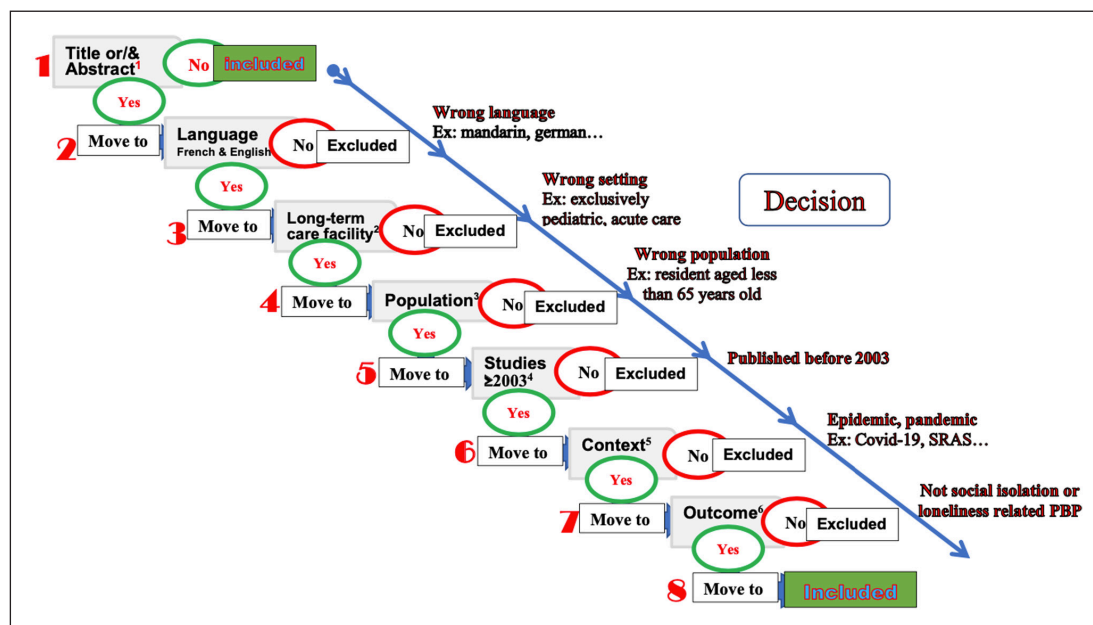 1
Title or/&
Abstract¹
No
included
Yes
Wrong language
Ex: mandarin, german…
2
Move to
Language
French & English
No
Excluded
Yes
Wrong setting
Ex: exclusively
pediatric, acute care
Decision
3
Move to
Long-term
care facility²
No
Excluded
Yes
Wrong population
Ex: resident aged less
than 65 years old
4
Move to
Population³
No
Excluded
Yes
Published before 2003
5
Move to
Studies
≥2003⁴
No
Excluded
Yes
Epidemic, pandemic
Ex: Covid-19, SRAS…
6
Move to
Context⁵
No
Excluded
Yes
Not social isolation or
loneliness related PBP
7
Move to
Outcome⁶
No
Excluded
Yes
8
Move to
Included